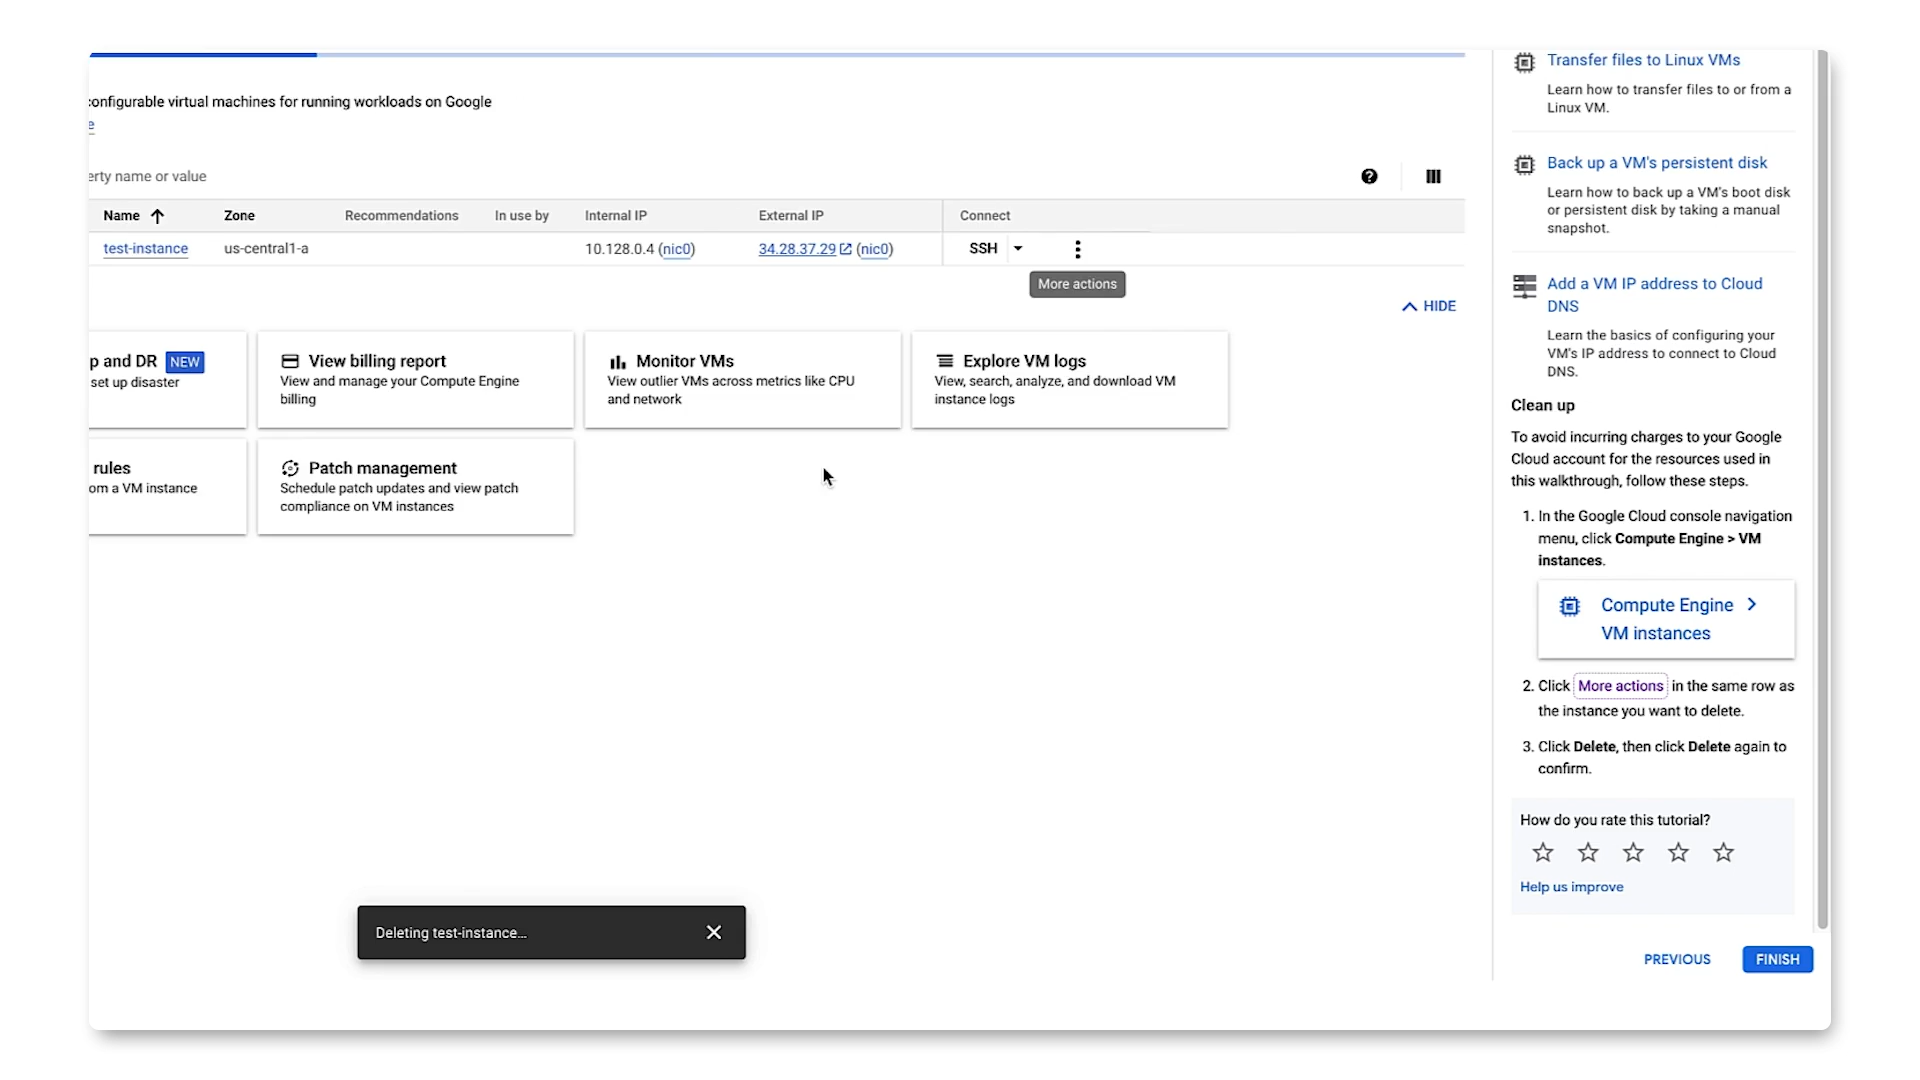 configurable virtual machines for running workloads on Google
e
erty name or value
Name Zone Recommendations In use by Internal IP External IP Connect
test-instance us-central1-a 10.128.0.4 (nic0) 34.28.37.29 (nic0) SSH
More actions
HIDE
p and DR NEW
set up disaster
View billing report
View and manage your Compute Engine
billing
Monitor VMs
View outlier VMs across metrics like CPU
and network
Explore VM logs
View, search, analyze, and download VM
instance logs
rules
om a VM instance
Patch management
Schedule patch updates and view patch
compliance on VM instances
Deleting test-instance...
Transfer files to Linux VMs
Learn how to transfer files to or from a
Linux VM.
Back up a VM's persistent disk
Learn how to back up a VM's boot disk
or persistent disk by taking a manual
snapshot.
Add a VM IP address to Cloud
DNS
Learn the basics of configuring your
VM's IP address to connect to Cloud
DNS.
Clean up
To avoid incurring charges to your Google
Cloud account for the resources used in
this walkthrough, follow these steps.
1. In the Google Cloud console navigation
menu, click Compute Engine > VM
instances.
Compute Engine
VM instances
2. Click More actions in the same row as
the instance you want to delete.
3. Click Delete, then click Delete again to
confirm.
How do you rate this tutorial?
Help us improve
PREVIOUS FINISH